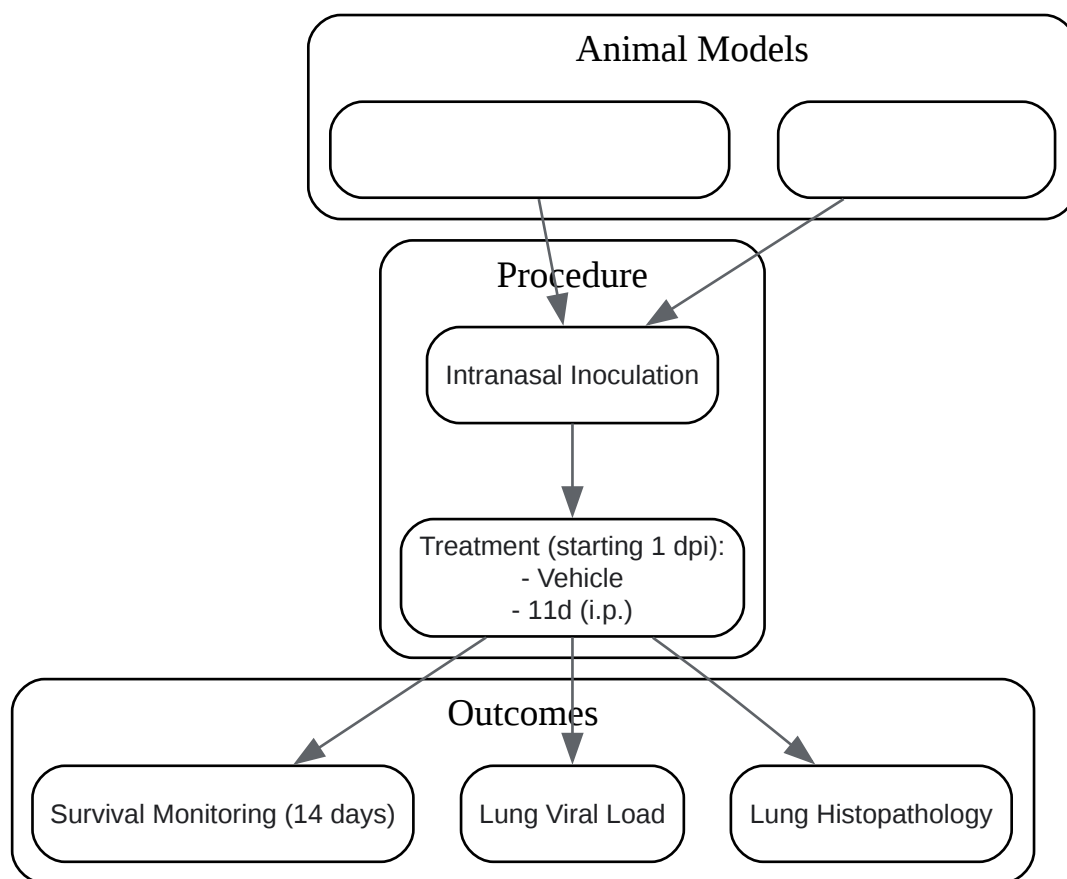 Animal Models
Procedure
Intranasal Inoculation
Treatment (starting 1 dpi):
- Vehicle
- 11d (i.p.)
Outcomes
Survival Monitoring (14 days)
Lung Viral Load
Lung Histopathology